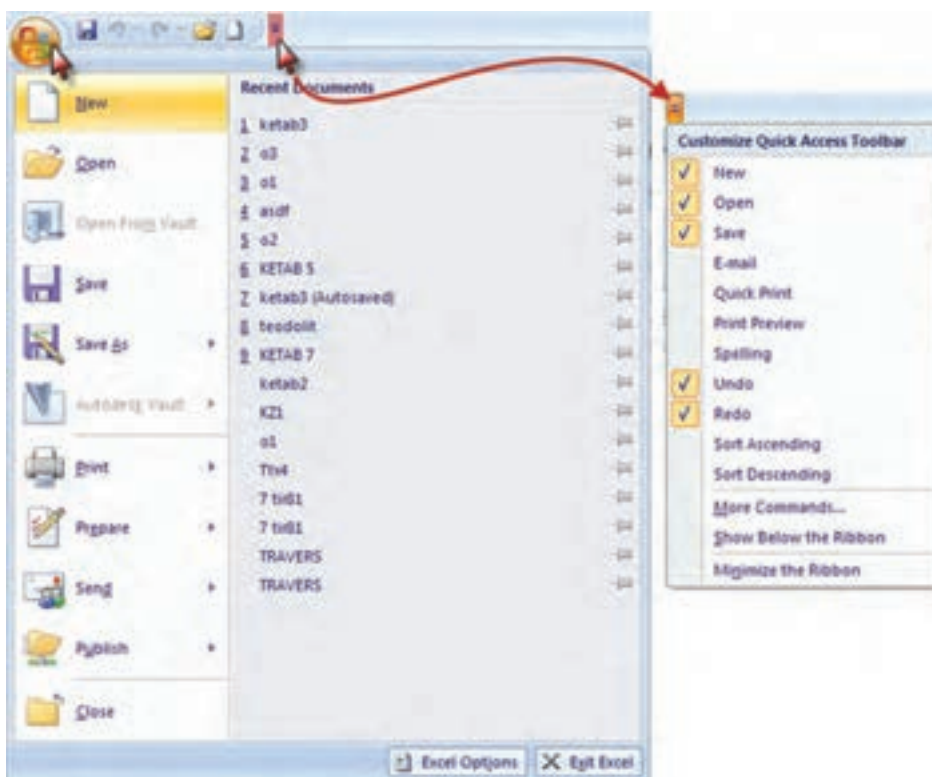 New
Open
Open From Vault
Save
Save As
Autodesk Vault
Print
Prepare
Send
Publish
Close
Recent Documents
1 ketab3
2 o3
3 o1
4 asdf
5 o2
6 KETAB 5
7 ketab3 (Autosaved)
8 teodolit
9 KETAB 7
ketab2
KZ1
o1
7
7
TRAVERS
TRAVERS
Excel Options
Exit Excel
Customize Quick Access Toolbar
New
Open
Save
E-mail
Quick Print
Print Preview
Spelling
Undo
Redo
Sort Ascending
Sort Descending
More Commands...
Show Below the Ribbon
Minimize the Ribbon